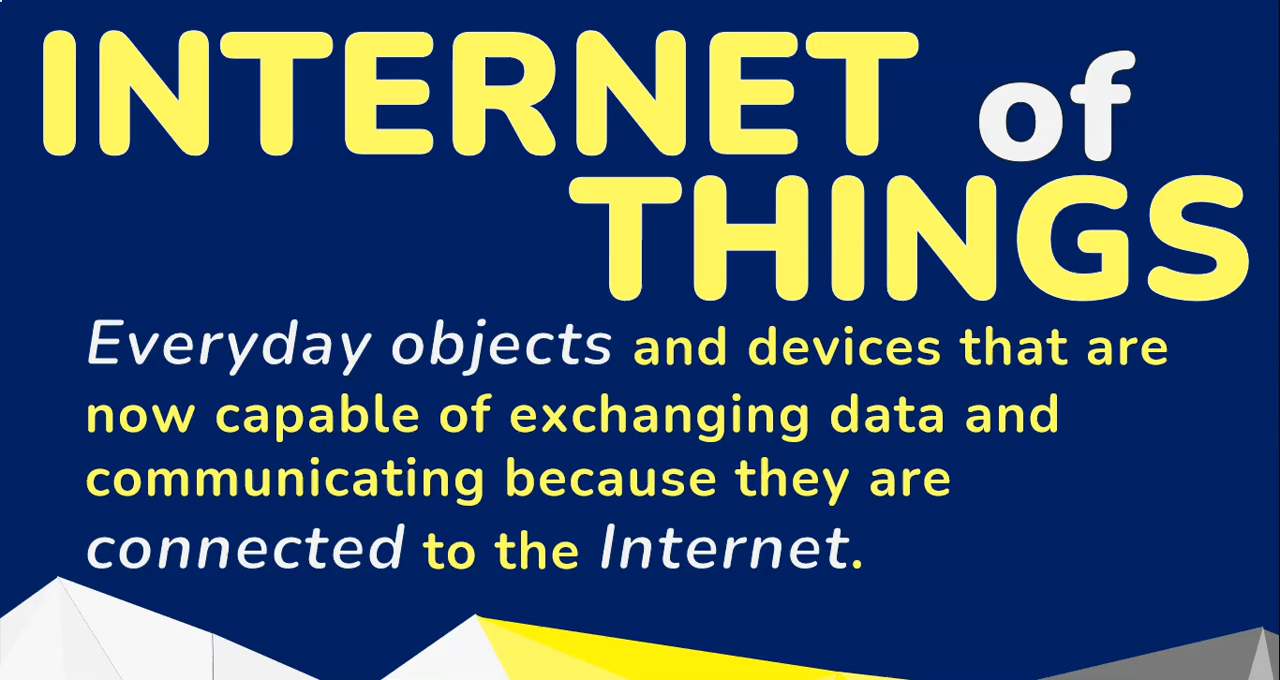 INTERNET of
THINGS
Everyday objects and devices that are
now capable of exchanging data and
communicating because they are
connected to the Internet.